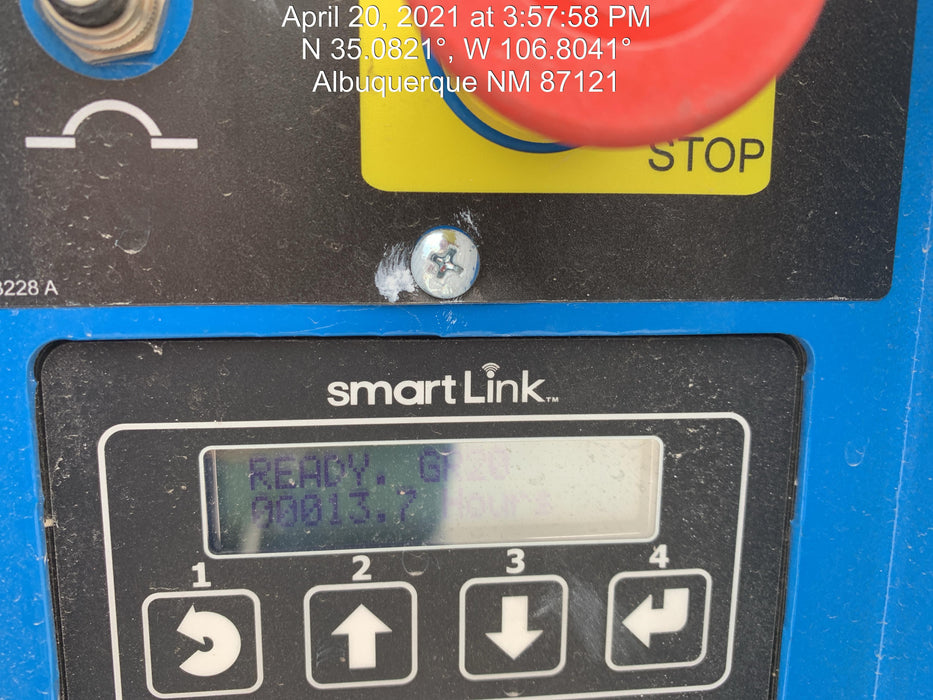 April 20, 2021 at 3:57:58 PM
N 35.0821°, W 106.8041°
Albuquerque NM 87121
STOP
3228 A
smartLink™
READY. GR20
00013.7 Hours
1 2 3 4